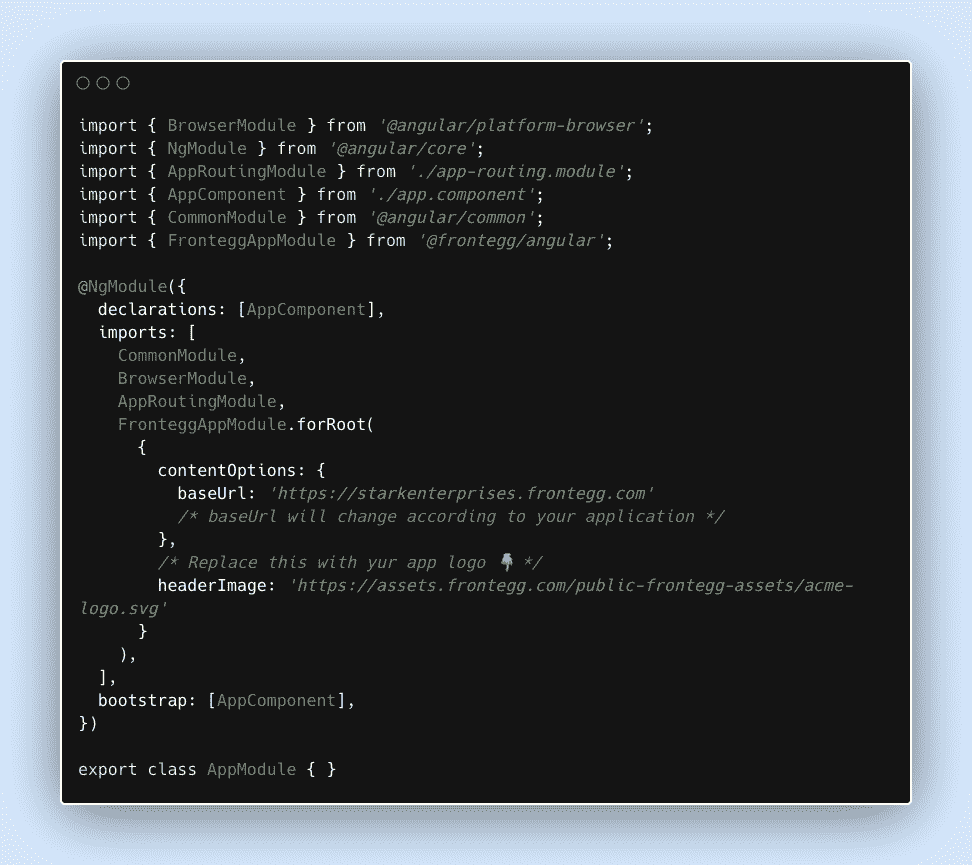 import { BrowserModule } from '@angular/platform-browser';
import { NgModule } from '@angular/core';
import { AppRoutingModule } from './app-routing.module';
import { AppComponent } from './app.component';
import { CommonModule } from '@angular/common';
import { FronteggAppModule } from '@frontegg/angular';

@NgModule({
  declarations: [AppComponent],
  imports: [
    CommonModule,
    BrowserModule,
    AppRoutingModule,
    FronteggAppModule.forRoot(
      {
        contentOptions: {
          baseUrl: 'https://starkenterprises.frontegg.com'
          /* baseUrl will change according to your application */
        },
        /* Replace this with yur app logo 👇 */
        headerImage: 'https://assets.frontegg.com/public-frontegg-assets/acme-
logo.svg'
      }
    ),
  ],
  bootstrap: [AppComponent],
})

export class AppModule { }